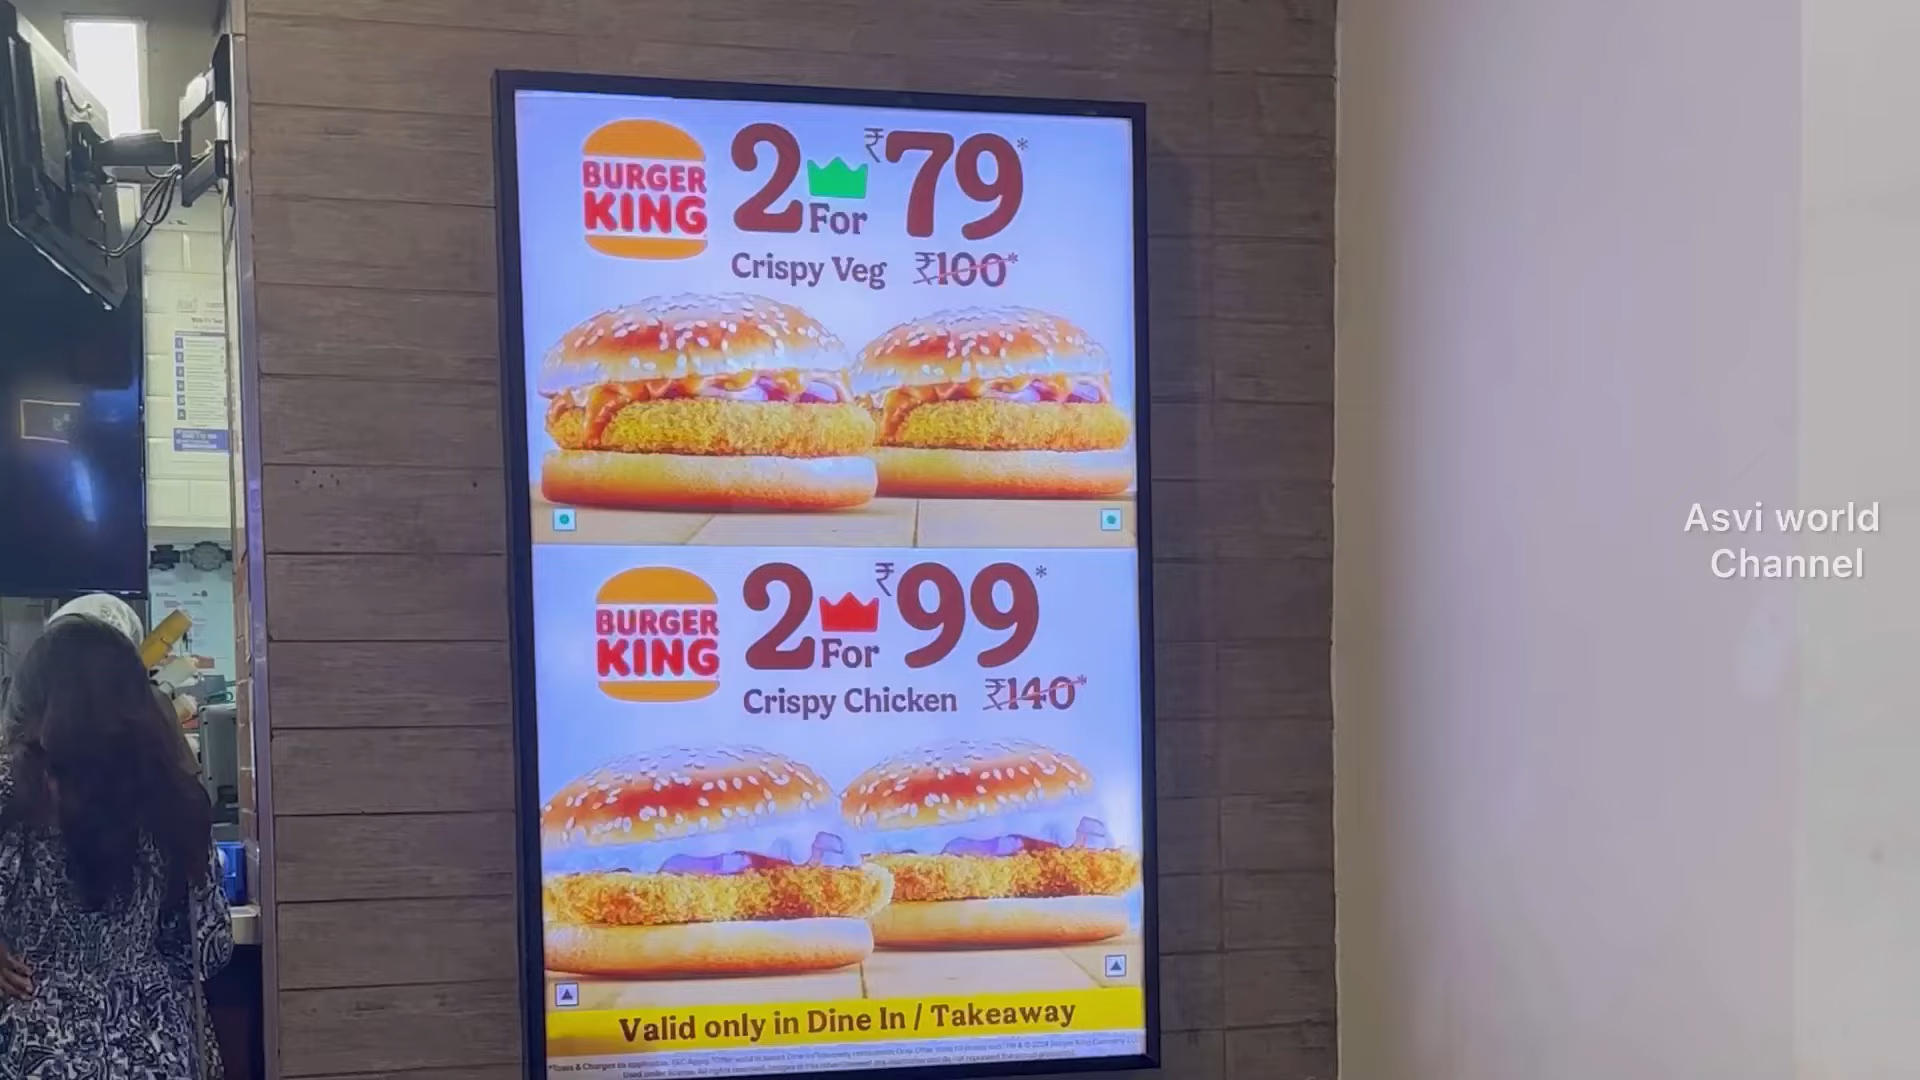 BURGER
KING
2 For ₹79*
Crispy Veg ₹100*
BURGER
KING
2 For ₹99*
Crispy Chicken ₹140*
Valid only in Dine In / Takeaway
Asvi world
Channel